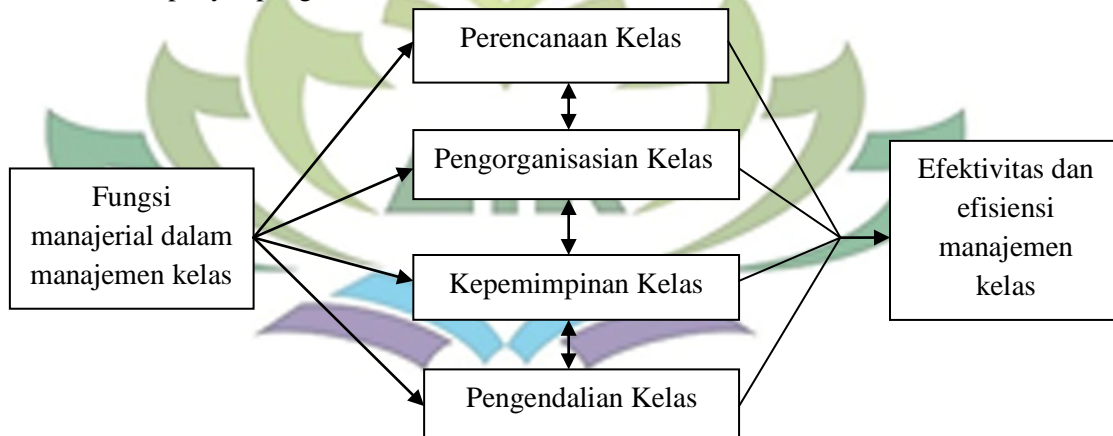 Perencanaan Kelas
Pengorganisasian Kelas
Fungsi
manajerial dalam
manajemen kelas
Kepemimpinan Kelas
Pengendalian Kelas
Efektivitas dan
efisiensi
manajemen
kelas